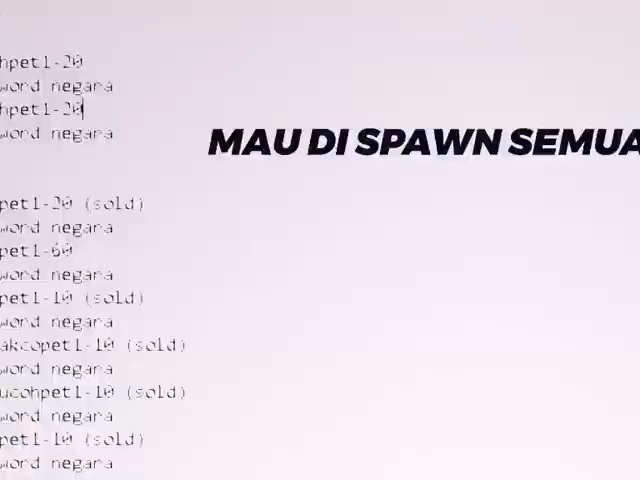 hpet1-20
word negara
hpet1-20
word negara
MAU DI SPAWN SEMUA
pet1-20 (sold)
word negara
pet1-60
word negara
pet1-10 (sold)
word negara
akcopet1-10 (sold)
word negara
ucohpet1-10 (sold)
word negara
pet1-10 (sold)
word negara